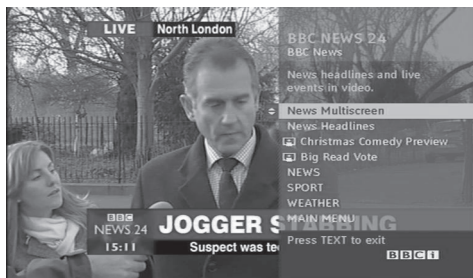 LIVE North London
BBC NEWS 24
BBC News
News headlines and live
events in video.
News Multiscreen
News Headlines
Christmas Comedy Preview
Big Read Vote
NEWS
SPORT
WEATHER
MAIN MENU
Press TEXT to exit
BBCi
BBC
NEWS 24
15:11
JOGGER STABBING
Suspect was te